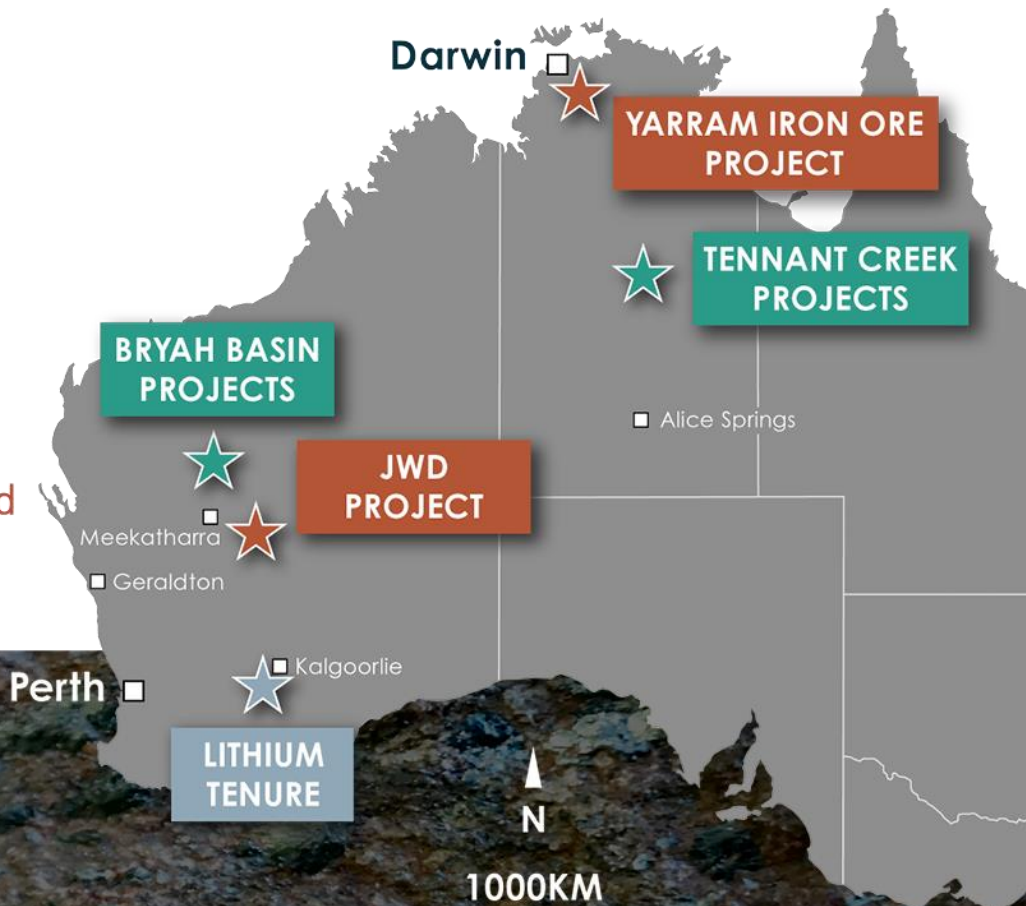 Darwin
YARRAM IRON ORE
PROJECT
TENNANT CREEK
PROJECTS
BRYAH BASIN
PROJECTS
Alice Springs
JWD
PROJECT
d
Meekatharra
Geraldton
Kalgoorlie
Perth
LITHIUM
TENURE
N
1000KM